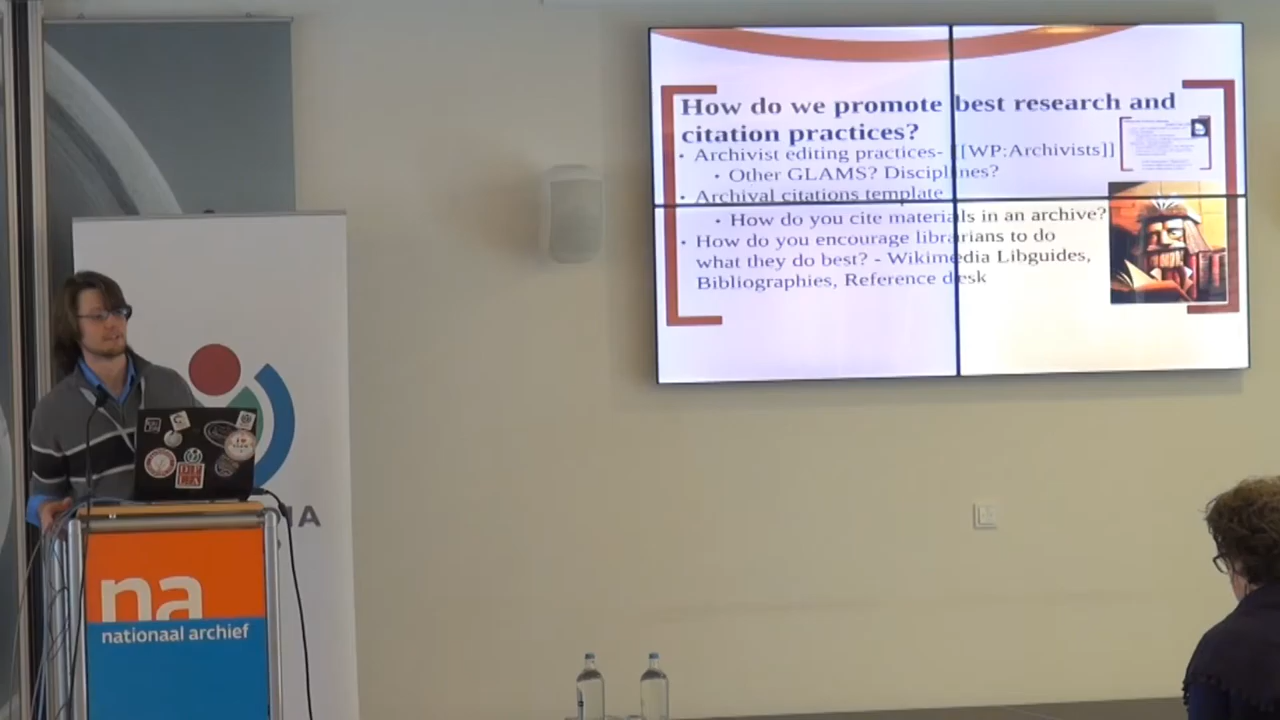 How do we promote best research and
citation practices?
• Archivist editing practices- [[WP:Archivists]]
• Other GLAMS? Disciplines?
• Archival citations template
• How do you cite materials in an archive?
• How do you encourage librarians to do
what they do best? - Wikimedia Libguides,
Bibliographies, Reference desk
IA
na
nationaal archief